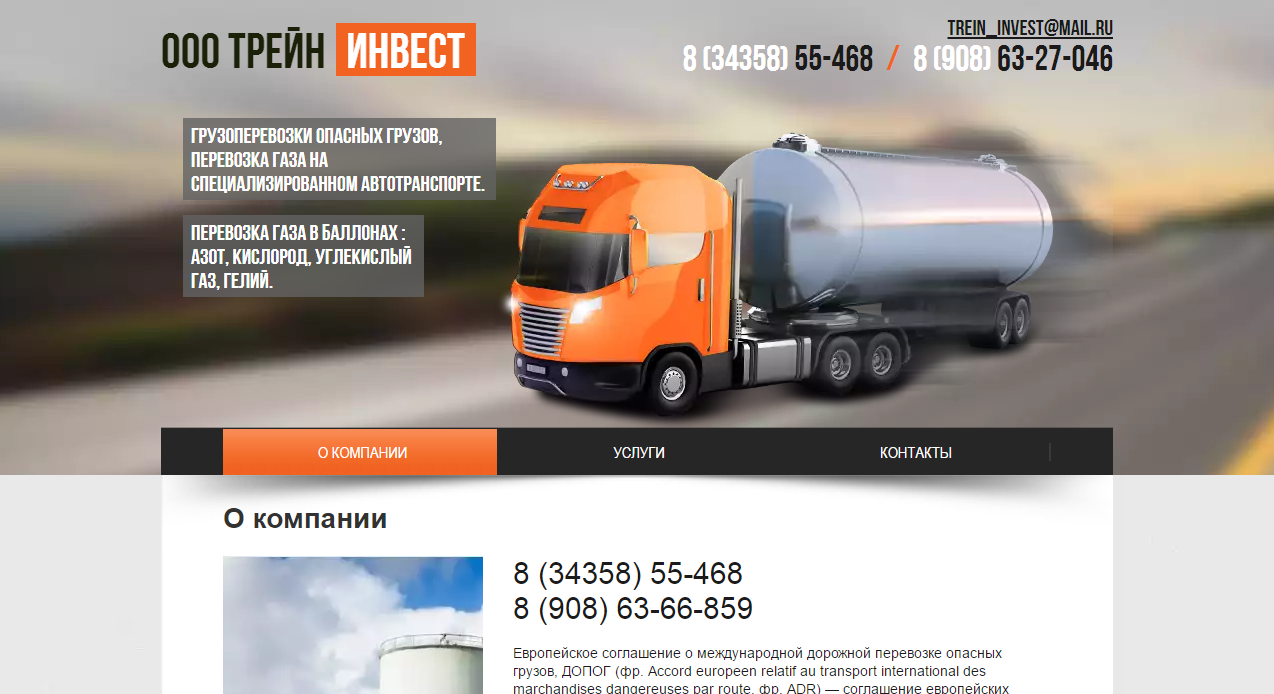 ООО ТРЕЙН ИНВЕСТ
TREIN_INVEST@MAIL.RU
8 (34358) 55-468 / 8 (908) 63-27-046
ГРУЗОПЕРЕВОЗКИ ОПАСНЫХ ГРУЗОВ,
ПЕРЕВОЗКА ГАЗА НА
СПЕЦИАЛИЗИРОВАННОМ АВТОТРАНСПОРТЕ.
ПЕРЕВОЗКА ГАЗА В БАЛЛОНАХ :
АЗОТ, КИСЛОРОД, УГЛЕКИСЛЫЙ
ГАЗ, ГЕЛИЙ.
О КОМПАНИИ УСЛУГИ КОНТАКТЫ
О компании
8 (34358) 55-468
8 (908) 63-66-859
Европейское соглашение о международной дорожной перевозке опасных
грузов, ДОПОГ (фр. Accord europeen relatif au transport international des
marchandises dangereuses par route, фр. ADR) — соглашение европейских